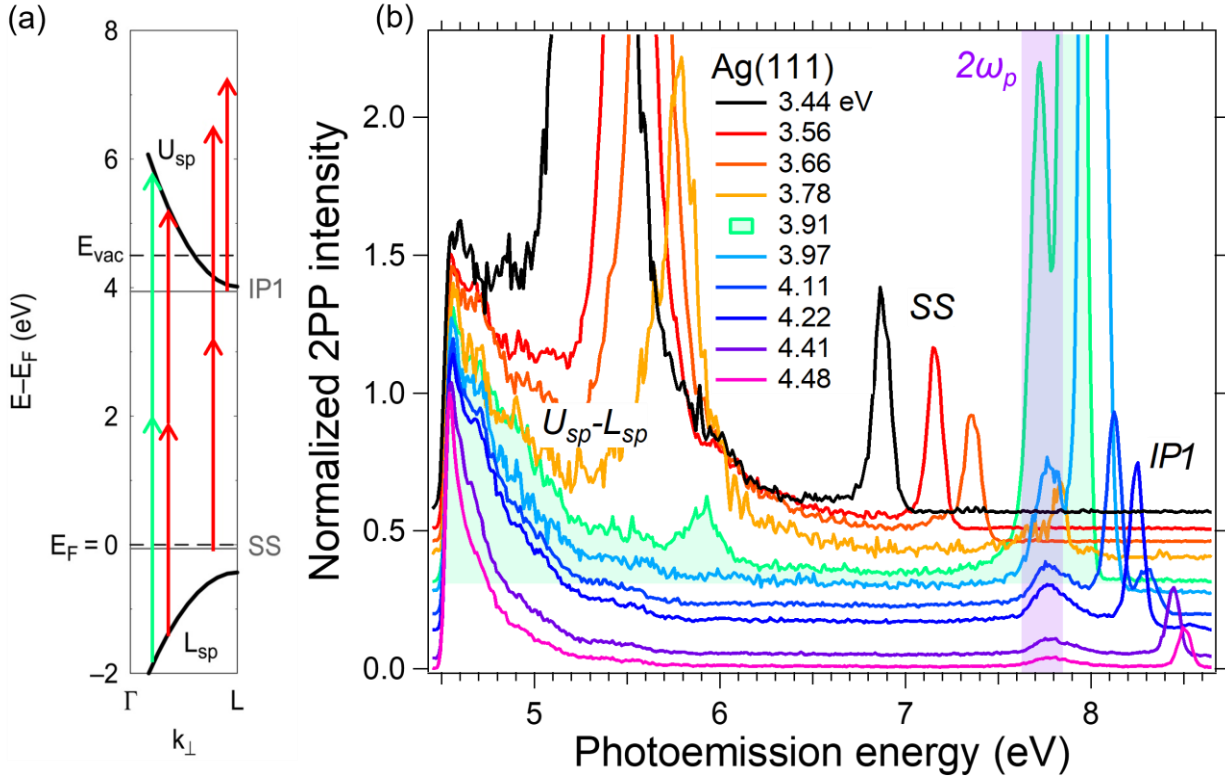 (a)
8
6
4
2
0
−2
E−E_F (eV)
U_sp
E_vac
IP1
E_F = 0
SS
L_sp
Γ
L
k_⊥
(b)
2.0
1.5
1.0
0.5
0.0
Normalized 2PP intensity
Ag(111)
3.44 eV
3.56
3.66
3.78
3.91
3.97
4.11
4.22
4.41
4.48
2ω_p
SS
U_sp-L_sp
IP1
5
6
7
8
Photoemission energy (eV)